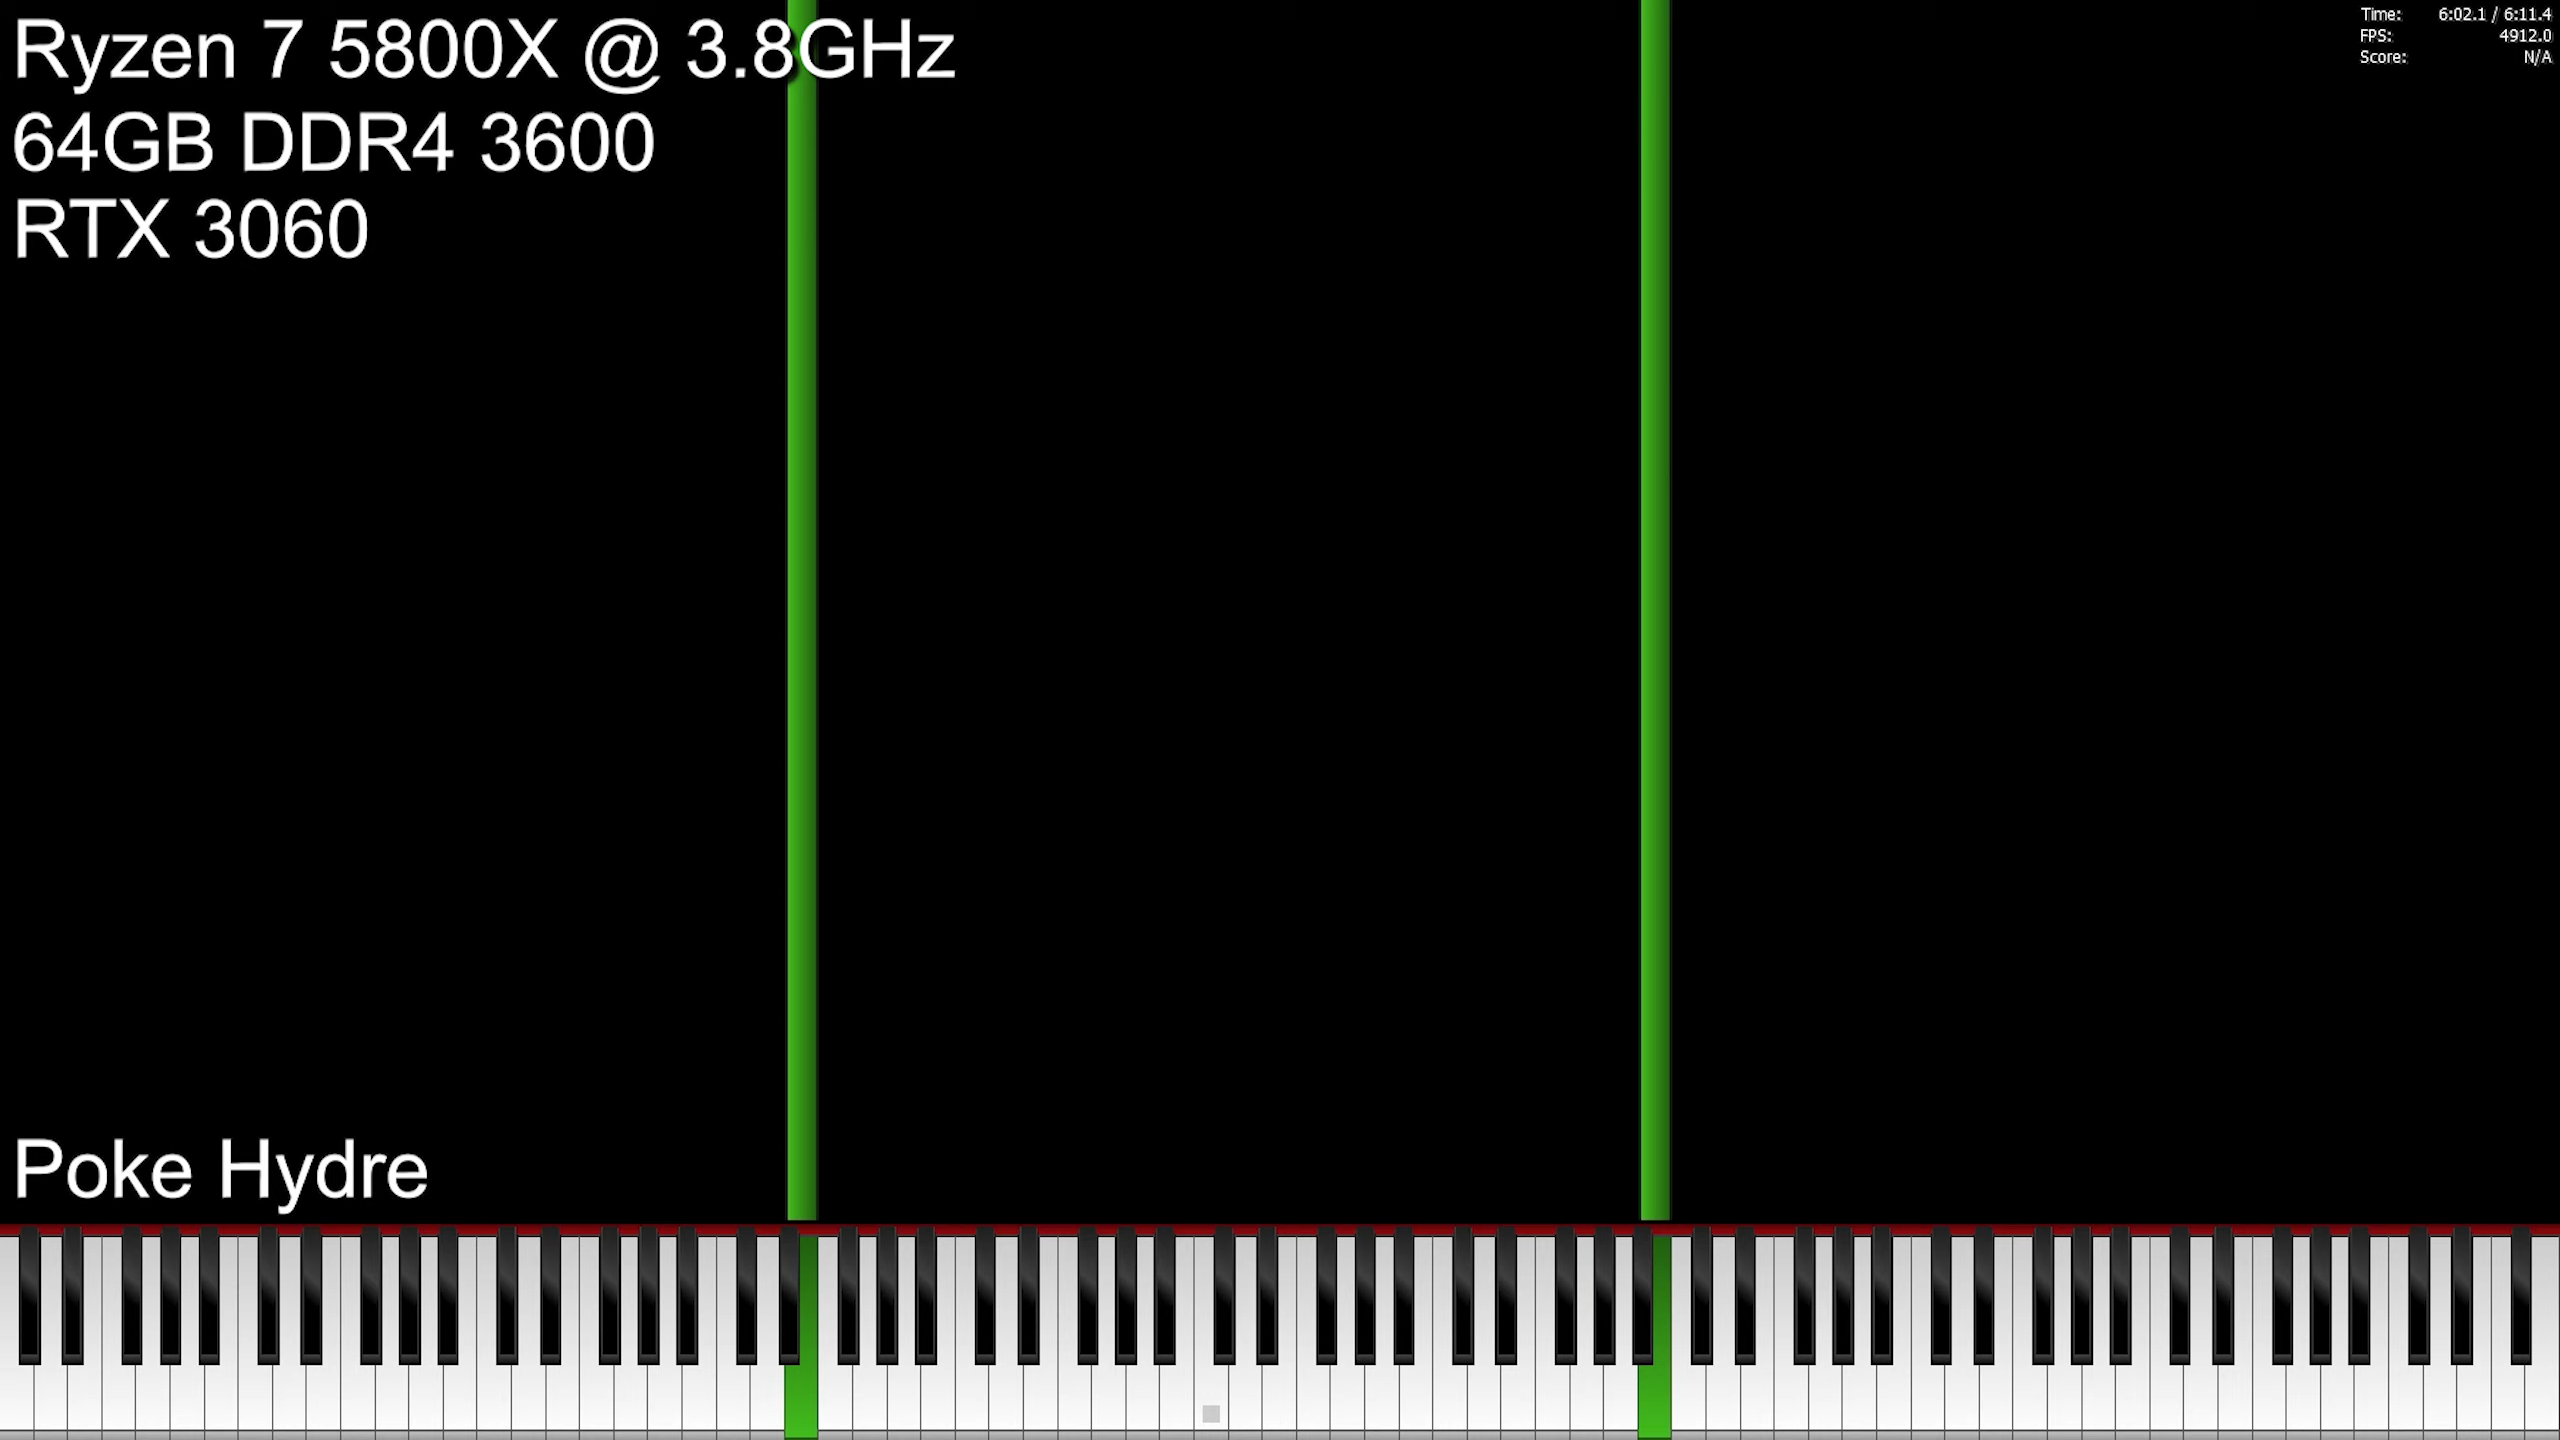 Ryzen 7 5800X @ 3.8GHz
64GB DDR4 3600
RTX 3060
Time: 6:02.1 / 6:11.4
FPS: 4912.0
Score: N/A
Poke Hydre